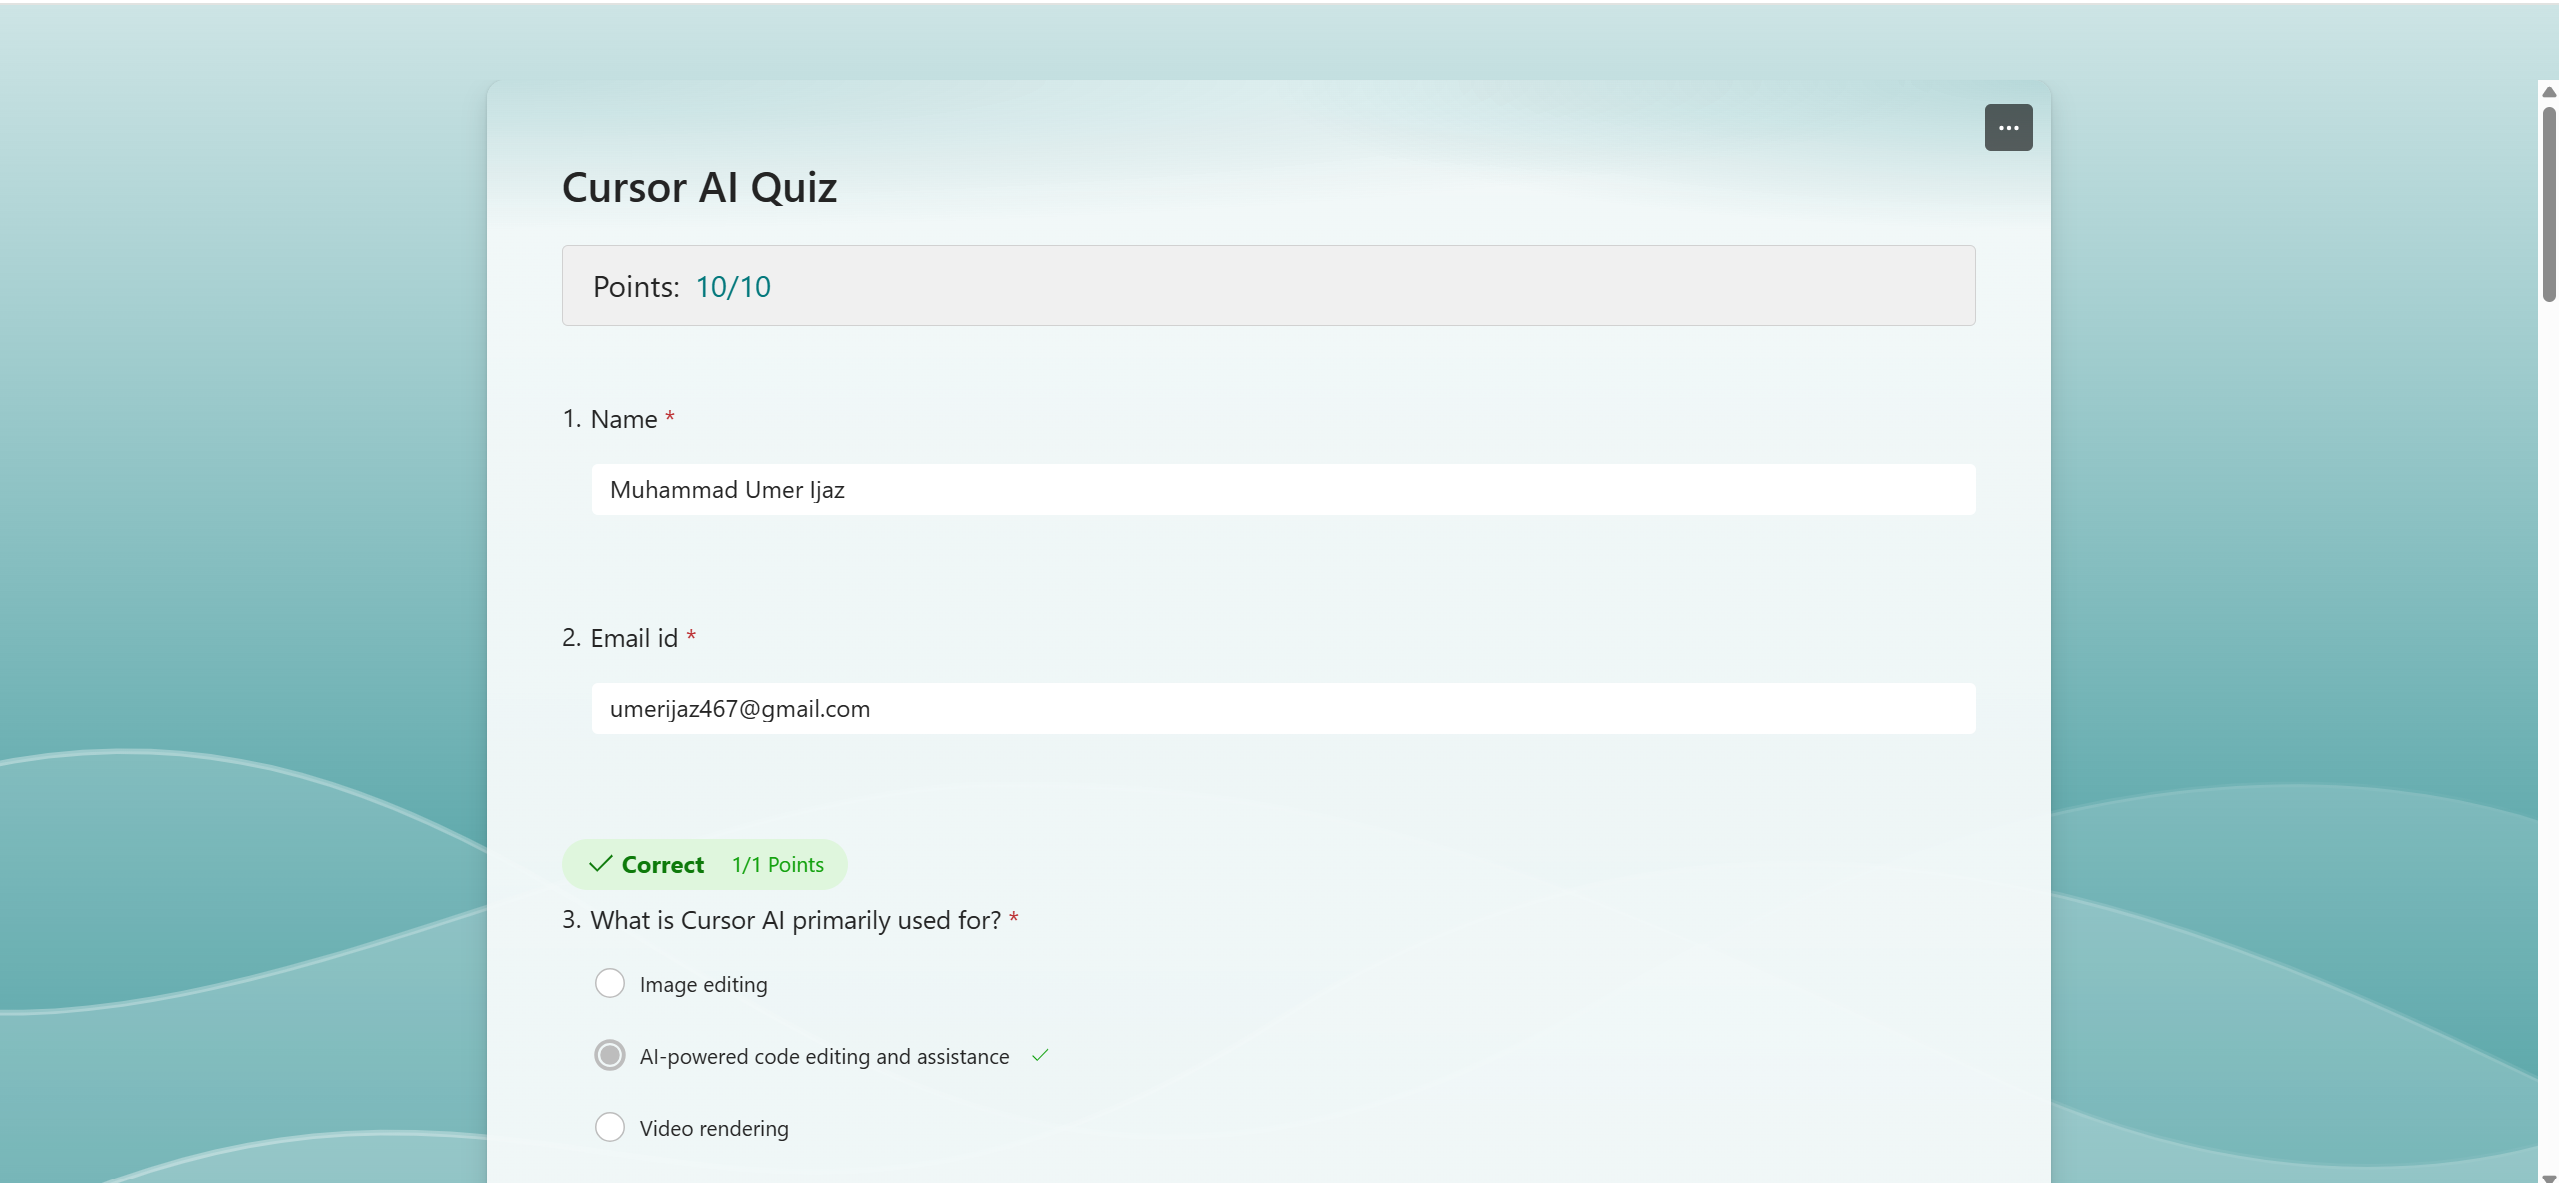 Cursor AI Quiz
Points: 10/10
1. Name *
Muhammad Umer Ijaz
2. Email id *
umerijaz467@gmail.com
Correct 1/1 Points
3. What is Cursor AI primarily used for? *
Image editing
AI-powered code editing and assistance
Video rendering